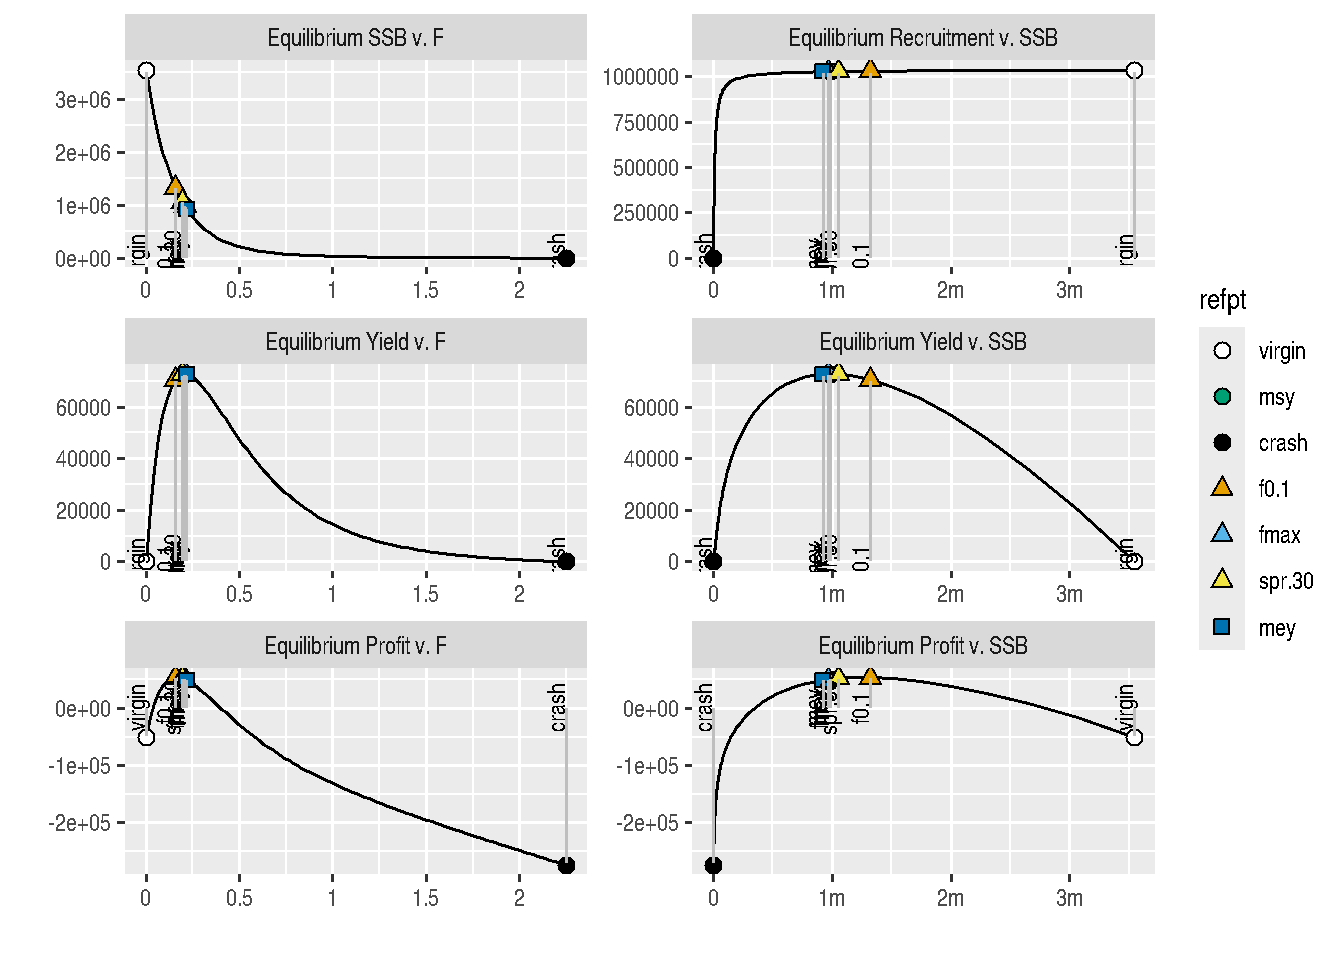 Equilibrium SSB v. F
3e+06
2e+06
1e+06
0e+00
0
0.5
1
1.5
2
Equilibrium Recruitment v. SSB
1000000
750000
500000
250000
0
0.1
rgin
0
1m
2m
3m
Equilibrium Yield v. F
60000
40000
20000
0
0
0.5
1
1.5
2
Equilibrium Yield v. SSB
60000
40000
20000
0
0.1
0
1m
2m
3m
Equilibrium Profit v. F
0e+00
-1e+05
-2e+05
virgin
crash
0
0.5
1
1.5
2
Equilibrium Profit v. SSB
0e+00
-1e+05
-2e+05
crash
f0.1
virgin
0
1m
2m
3m
refpt
virgin
msy
crash
f0.1
fmax
spr.30
mey